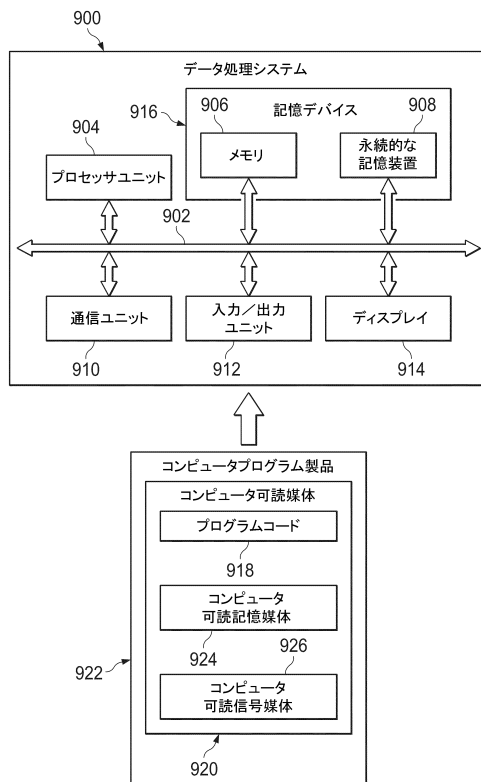 900
データ処理システム
916
906
記憶デバイス
908
904
メモリ
永続的な
記憶装置
プロセッサユニット
902
通信ユニット
入力／出力
ユニット
ディスプレイ
910
912
914
コンピュータプログラム製品
コンピュータ可読媒体
プログラムコード
918
コンピュータ
可読記憶媒体
924
926
922
コンピュータ
可読信号媒体
920